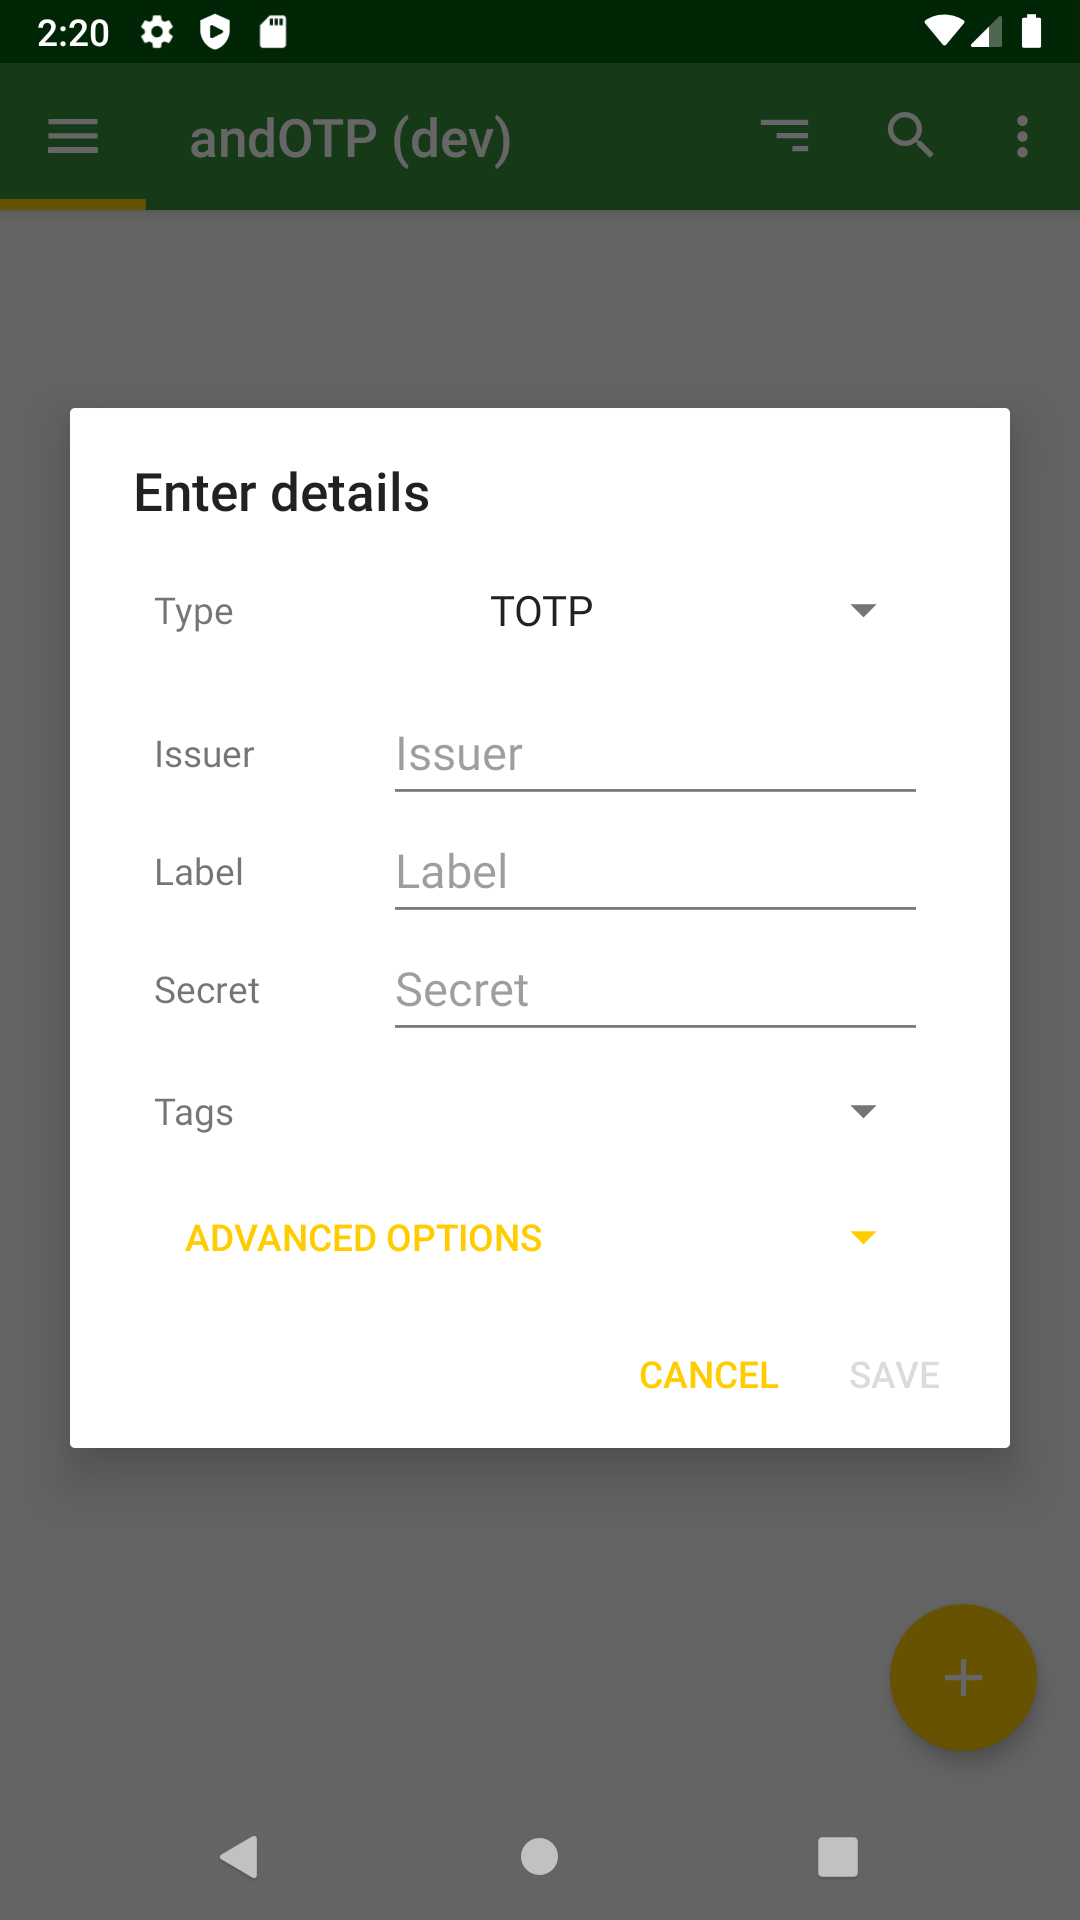 2:20
andOTP (dev)
Enter details
Type TOTP
Issuer Issuer
Label Label
Secret Secret
Tags
ADVANCED OPTIONS
CANCEL SAVE